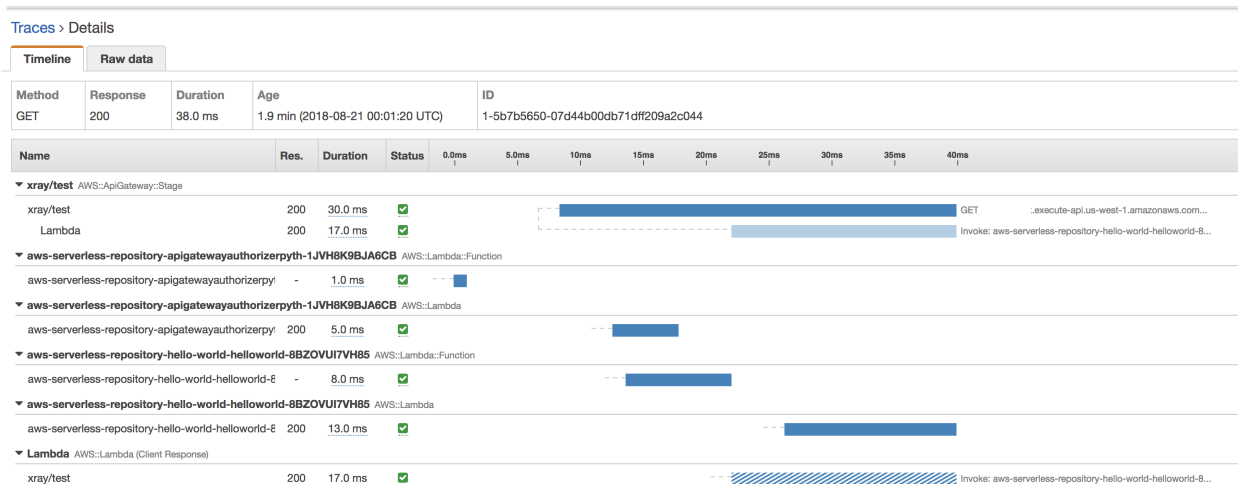 Traces > Details
Timeline Raw data
Method Response Duration Age ID
GET 200 38.0 ms 1.9 min (2018-08-21 00:01:20 UTC) 1-5b7b5650-07d44b00db71dff209a2c044
Name Res. Duration Status 0.0ms 5.0ms 10ms 15ms 20ms 25ms 30ms 35ms 40ms
xray/test AWS::ApiGateway::Stage
xray/test 200 30.0 ms GET :.execute-api.us-west-1.amazonaws.com...
Lambda 200 17.0 ms Invoke: aws-serverless-repository-hello-world-helloworld-8...
aws-serverless-repository-apigatewayauthorizerpyth-1JVH8K9BJA6CB AWS::Lambda::Function
aws-serverless-repository-apigatewayauthorizerpyt - 1.0 ms
aws-serverless-repository-apigatewayauthorizerpyth-1JVH8K9BJA6CB AWS::Lambda
aws-serverless-repository-apigatewayauthorizerpyt 200 5.0 ms
aws-serverless-repository-hello-world-helloworld-8BZOVUI7VH85 AWS::Lambda::Function
aws-serverless-repository-hello-world-helloworld-8 - 8.0 ms
aws-serverless-repository-hello-world-helloworld-8BZOVUI7VH85 AWS::Lambda
aws-serverless-repository-hello-world-helloworld-8 200 13.0 ms
Lambda AWS::Lambda (Client Response)
xray/test 200 17.0 ms Invoke: aws-serverless-repository-hello-world-helloworld-8...